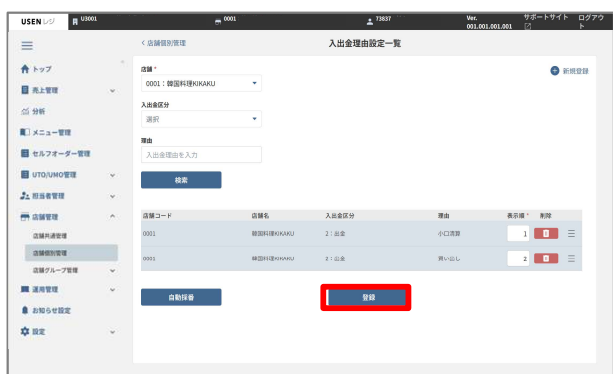 USEN レジ U3001 0001 73837 Ver. 001.001.001.001 サポートサイト ログアウト
< 店舗個別管理 入出金理由設定一覧
トップ
売上管理
分析
メニュー管理
セルフオーダー管理
UTO/UMO管理
担当者管理
店舗管理
店舗共通管理
店舗個別管理
店舗グループ管理
運用管理
お知らせ設定
設定
新規登録
店舗 *
0001：韓国料理KIKAKU
入出金区分
選択
理由
入出金理由を入力
検索
店舗コード 店舗名 入出金区分 理由 表示順 * 削除
0001 韓国料理KIKAKU 2：出金 小口清算 1
0001 韓国料理KIKAKU 2：出金 買い出し 2
自動採番 登録